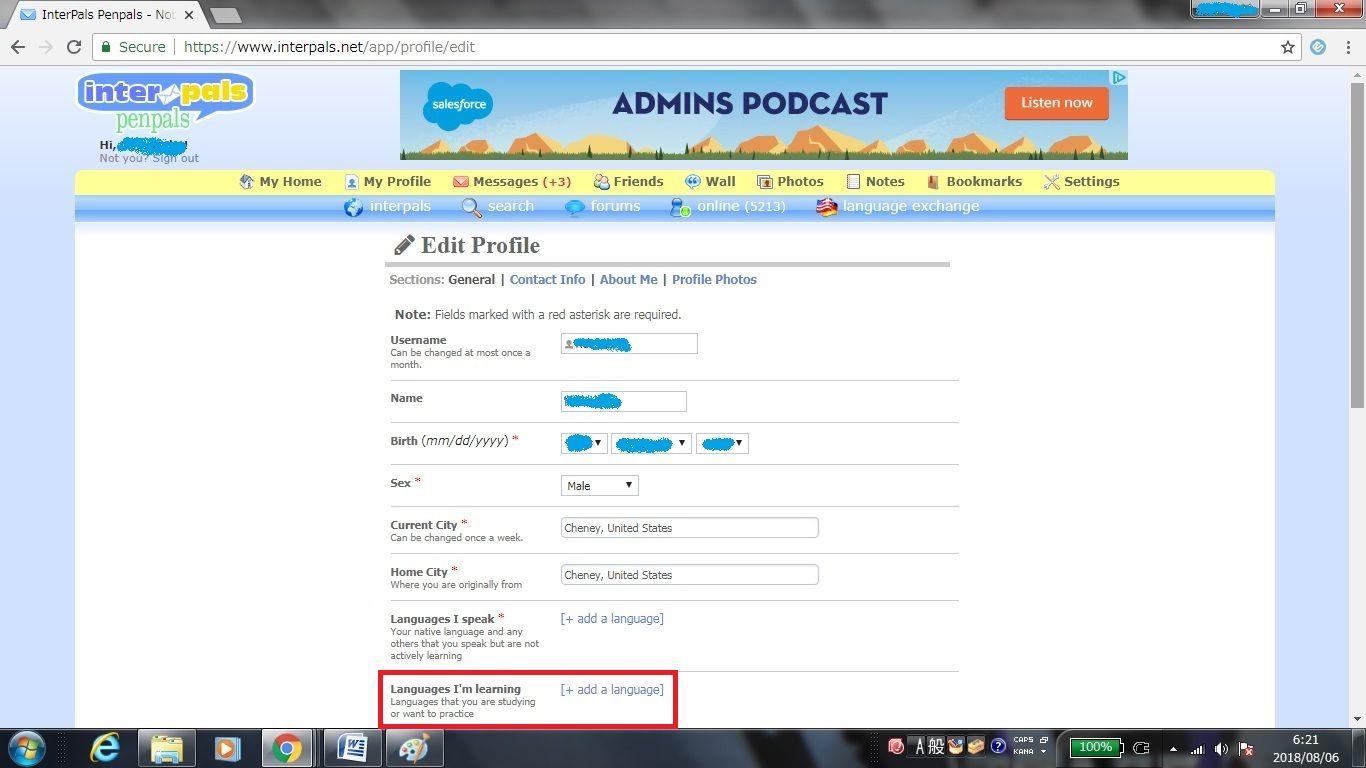 InterPals Penpals - Not
Secure
https://www.interpals.net/app/profile/edit
inter pals
penpals
Hi,
Not you? Sign out
salesforce
ADMINS PODCAST
Listen now
My Home
My Profile
Messages (+3)
Friends
Wall
Photos
Notes
Bookmarks
Settings
interpals
search
forums
online (5213)
language exchange
Edit Profile
Sections: General | Contact Info | About Me | Profile Photos
Note: Fields marked with a red asterisk are required.
Username
Can be changed at most once a
month.
Name
Birth (mm/dd/yyyy) *
Sex *
Male
Current City *
Can be changed once a week.
Cheney, United States
Home City *
Where you are originally from
Cheney, United States
Languages I speak *
Your native language and any
others that you speak but are not
actively learning
[+ add a language]
Languages I'm learning
Languages that you are studying
or want to practice
[+ add a language]
A 般
CAPS
KANA
100%
6:21
2018/08/06